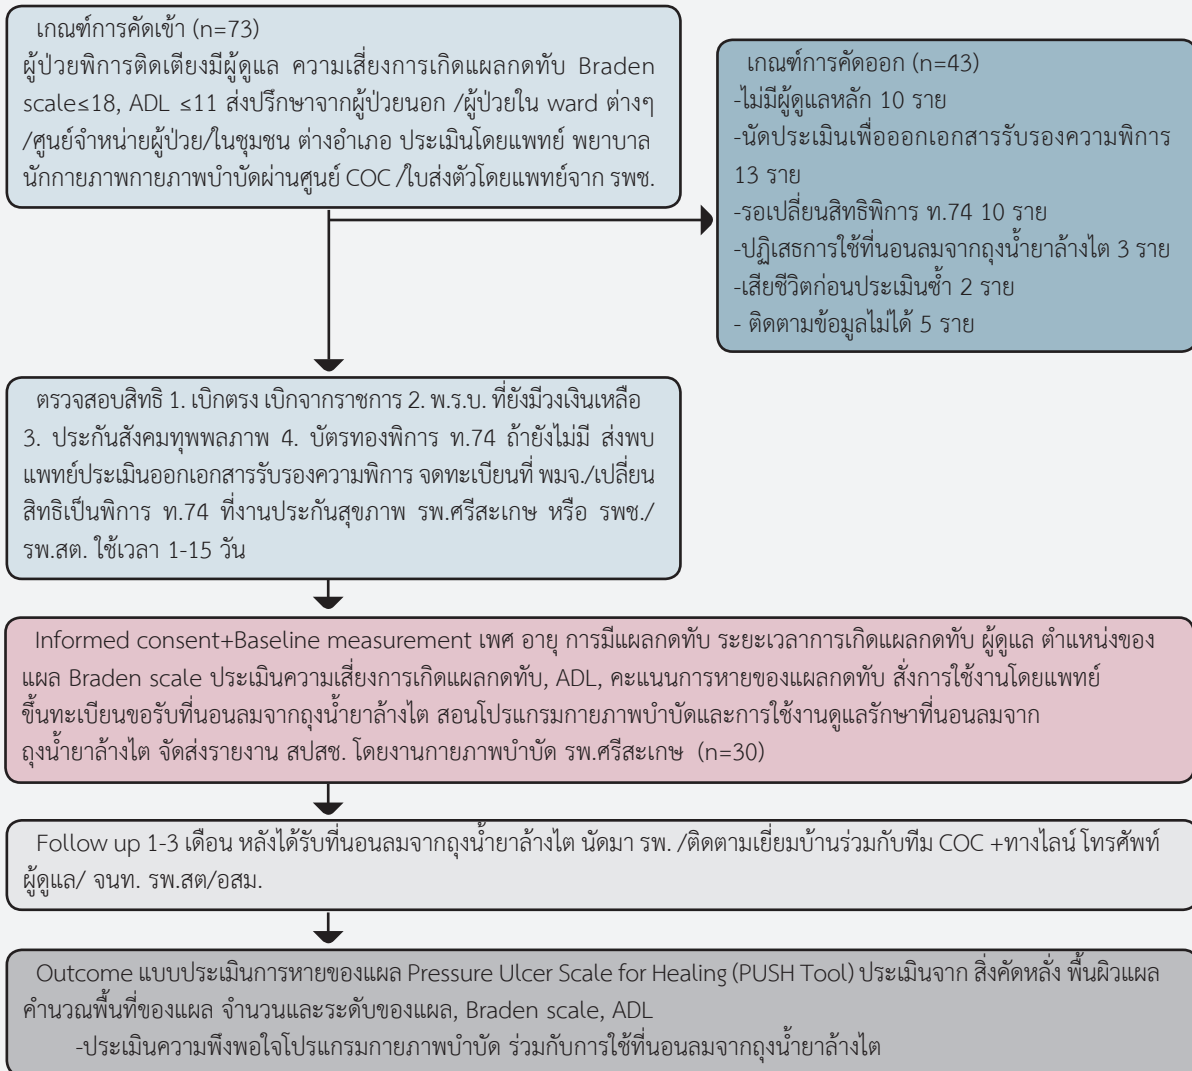 เกณฑ์การคัดเข้า (n=73)
ผู้ป่วยพิการติดเตียงมีผู้ดูแล ความเสี่ยงการเกิดแผลกดทับ Braden
scale≤18, ADL ≤11 ส่งปรึกษาจากผู้ป่วยนอก /ผู้ป่วยใน ward ต่างๆ
/ศูนย์จำหน่ายผู้ป่วย/ในชุมชน ต่างอำเภอ ประเมินโดยแพทย์ พยาบาล
นักกายภาพกายภาพบำบัดผ่านศูนย์ COC /ใบส่งตัวโดยแพทย์จาก รพช.
เกณฑ์การคัดออก (n=43)
-ไม่มีผู้ดูแลหลัก 10 ราย
-นัดประเมินเพื่อออกเอกสารรับรองความพิการ
13 ราย
-รอเปลี่ยนสิทธิพิการ ท.74 10 ราย
-ปฏิเสธการใช้ที่นอนลมจากถุงน้ำยาล้างไต 3 ราย
-เสียชีวิตก่อนประเมินซ้ำ 2 ราย
- ติดตามข้อมูลไม่ได้ 5 ราย
ตรวจสอบสิทธิ 1. เบิกตรง เบิกจากราชการ 2. พ.ร.บ. ที่ยังมีวงเงินเหลือ
3. ประกันสังคมทุพพลภาพ 4. บัตรทองพิการ ท.74 ถ้ายังไม่มี ส่งพบ
แพทย์ประเมินออกเอกสารรับรองความพิการ จดทะเบียนที่ พมจ./เปลี่ยน
สิทธิเป็นพิการ ท.74 ที่งานประกันสุขภาพ รพ.ศรีสะเกษ หรือ รพช./
รพ.สต. ใช้เวลา 1-15 วัน
Informed consent+Baseline measurement เพศ อายุ การมีแผลกดทับ ระยะเวลาการเกิดแผลกดทับ ผู้ดูแล ตำแหน่งของ
แผล Braden scale ประเมินความเสี่ยงการเกิดแผลกดทับ, ADL, คะแนนการหายของแผลกดทับ สั่งการใช้งานโดยแพทย์
ขึ้นทะเบียนขอรับที่นอนลมจากถุงน้ำยาล้างไต สอนโปรแกรมกายภาพบำบัดและการใช้งานดูแลรักษาที่นอนลมจาก
ถุงน้ำยาล้างไต จัดส่งรายงาน สปสช. โดยงานกายภาพบำบัด รพ.ศรีสะเกษ (n=30)
Follow up 1-3 เดือน หลังได้รับที่นอนลมจากถุงน้ำยาล้างไต นัดมา รพ. /ติดตามเยี่ยมบ้านร่วมกับทีม COC +ทางไลน์ โทรศัพท์
ผู้ดูแล/ จนท. รพ.สต/อสม.
Outcome แบบประเมินการหายของแผล Pressure Ulcer Scale for Healing (PUSH Tool) ประเมินจาก สิ่งคัดหลั่ง พื้นผิวแผล
คำนวณพื้นที่ของแผล จำนวนและระดับของแผล, Braden scale, ADL
-ประเมินความพึงพอใจโปรแกรมกายภาพบำบัด ร่วมกับการใช้ที่นอนลมจากถุงน้ำยาล้างไต